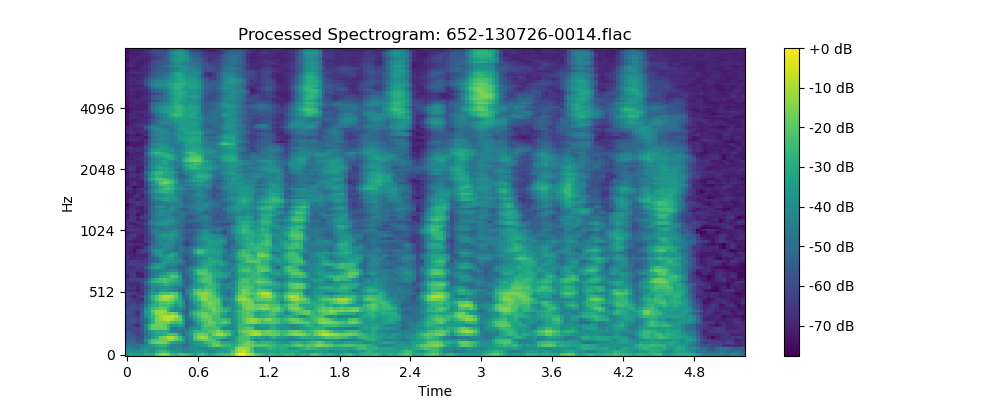 Processed Spectrogram: 652-130726-0014.flac
Hz
4096
2048
1024
512
0
0 0.6 1.2 1.8 2.4 3 3.6 4.2 4.8
Time
+0 dB
-10 dB
-20 dB
-30 dB
-40 dB
-50 dB
-60 dB
-70 dB